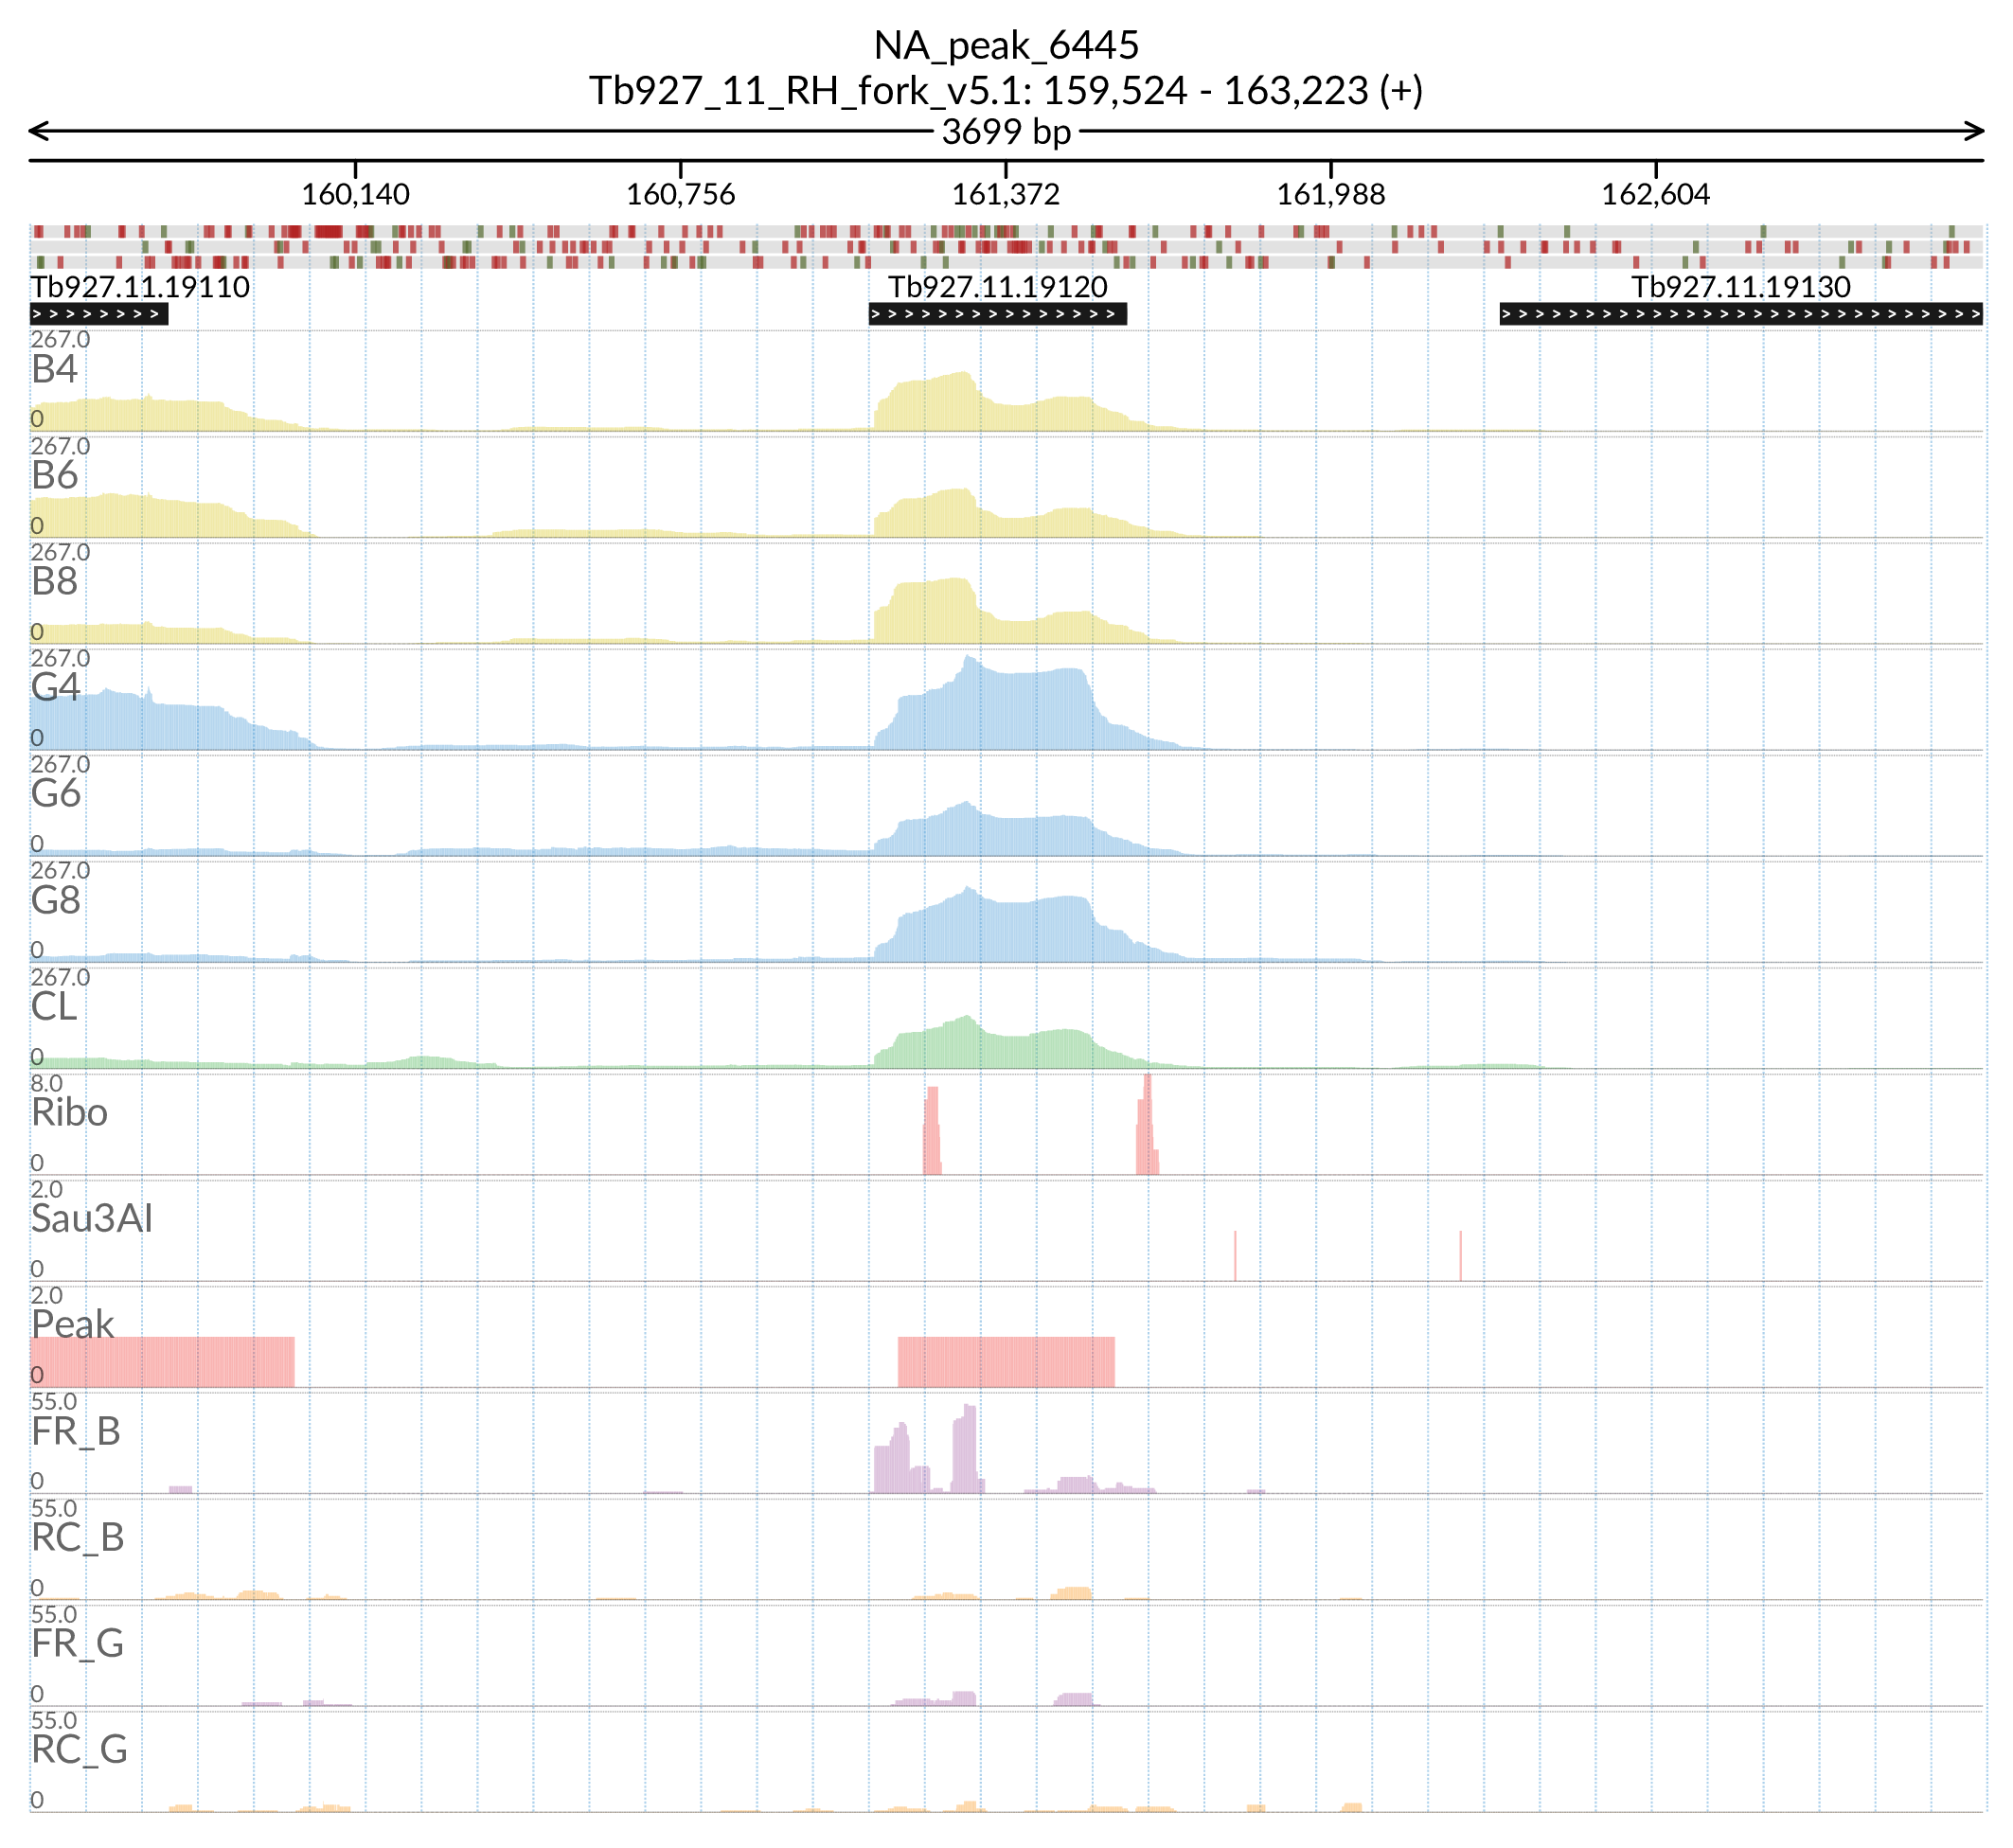 NA_peak_6445
Tb927_11_RH_fork_v5.1: 159,524 - 163,223 (+)
3699 bp
160,140 160,756 161,372 161,988 162,604
Tb927.11.19110 Tb927.11.19120 Tb927.11.19130
267.0
B4
0
267.0
B6
0
267.0
B8
0
267.0
G4
0
267.0
G6
0
267.0
G8
0
267.0
CL
0
8.0
Ribo
0
2.0
Sau3AI
0
2.0
Peak
0
55.0
FR_B
0
55.0
RC_B
0
55.0
FR_G
0
55.0
RC_G
0